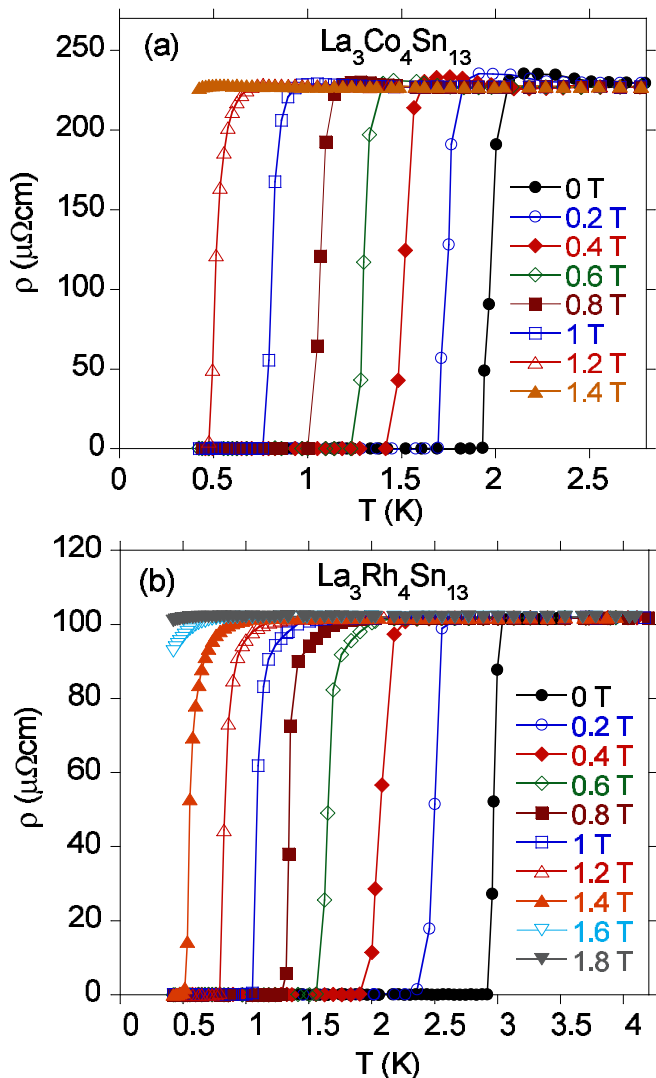 (a) La3Co4Sn13
250
200
150
100
50
0
ρ (μΩcm)
0 T
0.2 T
0.4 T
0.6 T
0.8 T
1 T
1.2 T
1.4 T
0 0.5 1 1.5 2 2.5
T (K)
(b) La3Rh4Sn13
120
100
80
60
40
20
0
ρ (μΩcm)
0 T
0.2 T
0.4 T
0.6 T
0.8 T
1 T
1.2 T
1.4 T
1.6 T
1.8 T
0 0.5 1 1.5 2 2.5 3 3.5 4
T (K)